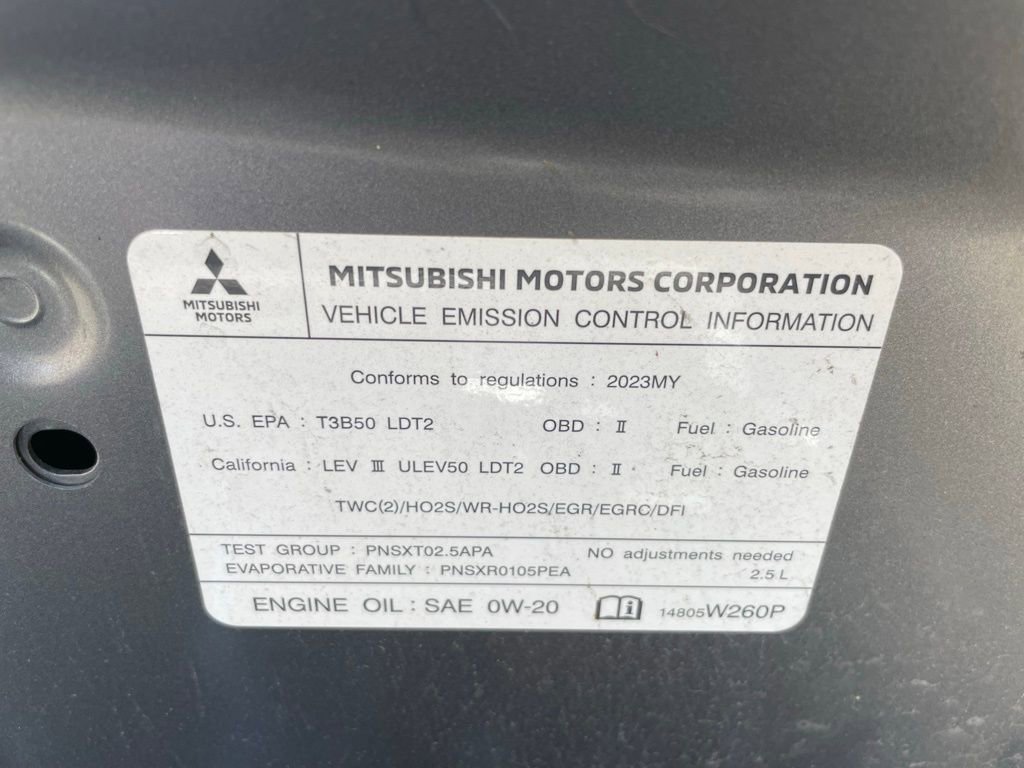 MITSUBISHI
MOTORS
MITSUBISHI MOTORS CORPORATION
VEHICLE EMISSION CONTROL INFORMATION
Conforms to regulations : 2023MY
U.S. EPA : T3B50 LDT2 OBD : Ⅱ Fuel : Gasoline
California : LEV Ⅲ ULEV50 LDT2 OBD : Ⅱ Fuel : Gasoline
TWC(2)/HO2S/WR-HO2S/EGR/EGRC/DFI
TEST GROUP : PNSXT02.5APA NO adjustments needed
EVAPORATIVE FAMILY : PNSXR0105PEA 2.5 L
ENGINE OIL : SAE 0W-20 i 14805W260P